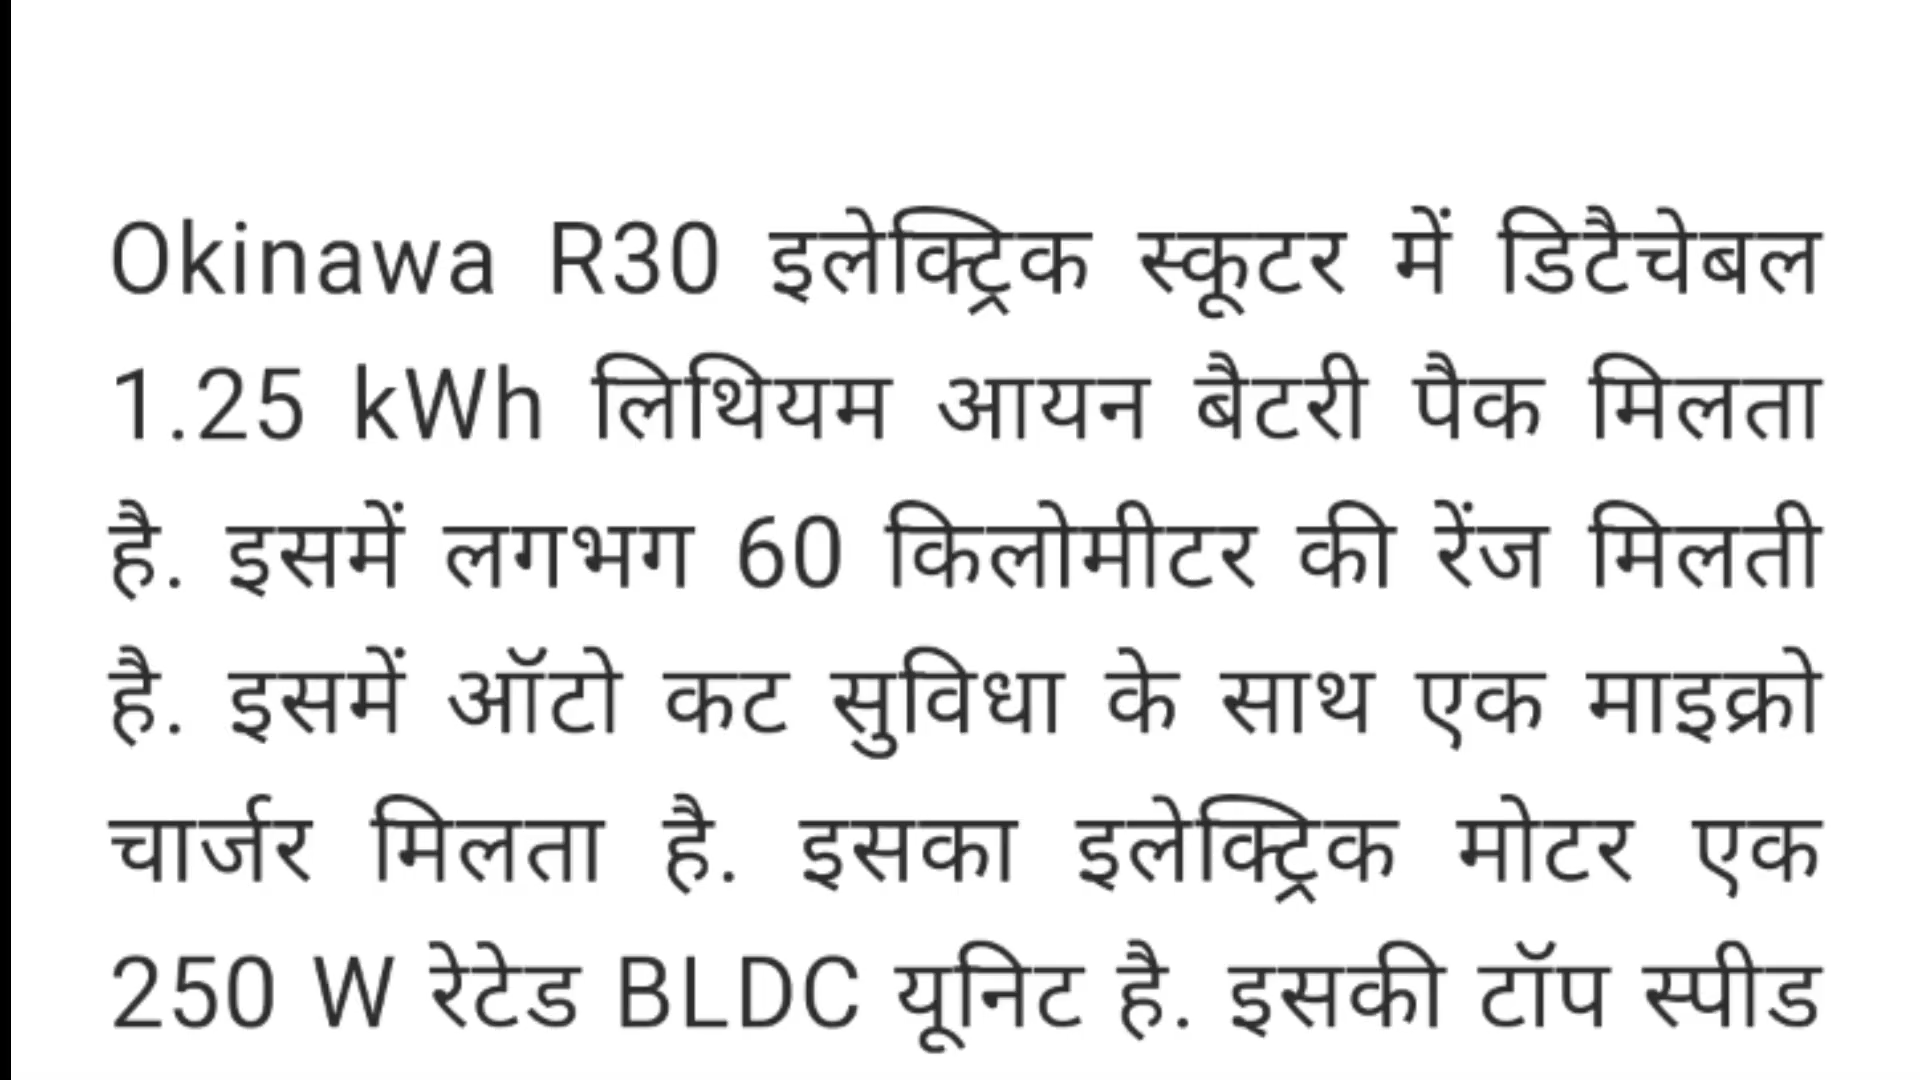 Okinawa R30 इलेक्ट्रिक स्कूटर में डिटैचेबल
1.25 kWh लिथियम आयन बैटरी पैक मिलता
है. इसमें लगभग 60 किलोमीटर की रेंज मिलती
है. इसमें ऑटो कट सुविधा के साथ एक माइक्रो
चार्जर मिलता है. इसका इलेक्ट्रिक मोटर एक
250 W रेटेड BLDC यूनिट है. इसकी टॉप स्पीड